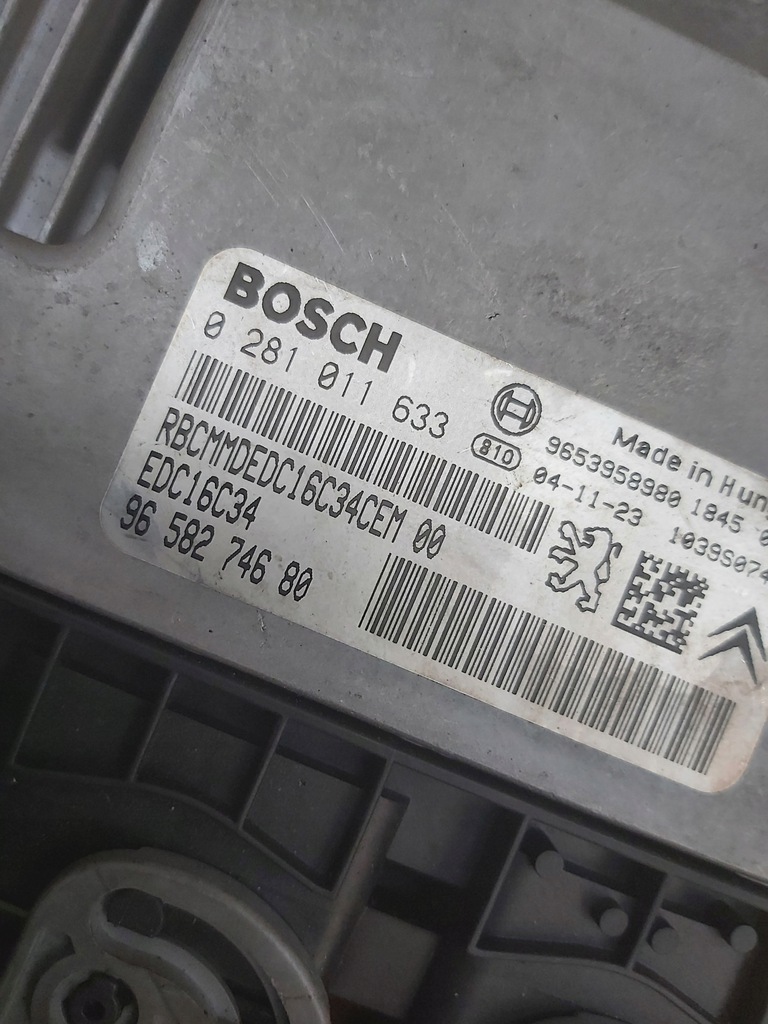 BOSCH
0 281 011 633
810
Made in
9653958980 1845
04-11-23
RBCMMDEDC16C34CEM 00
EDC16C34
96 582 746 80